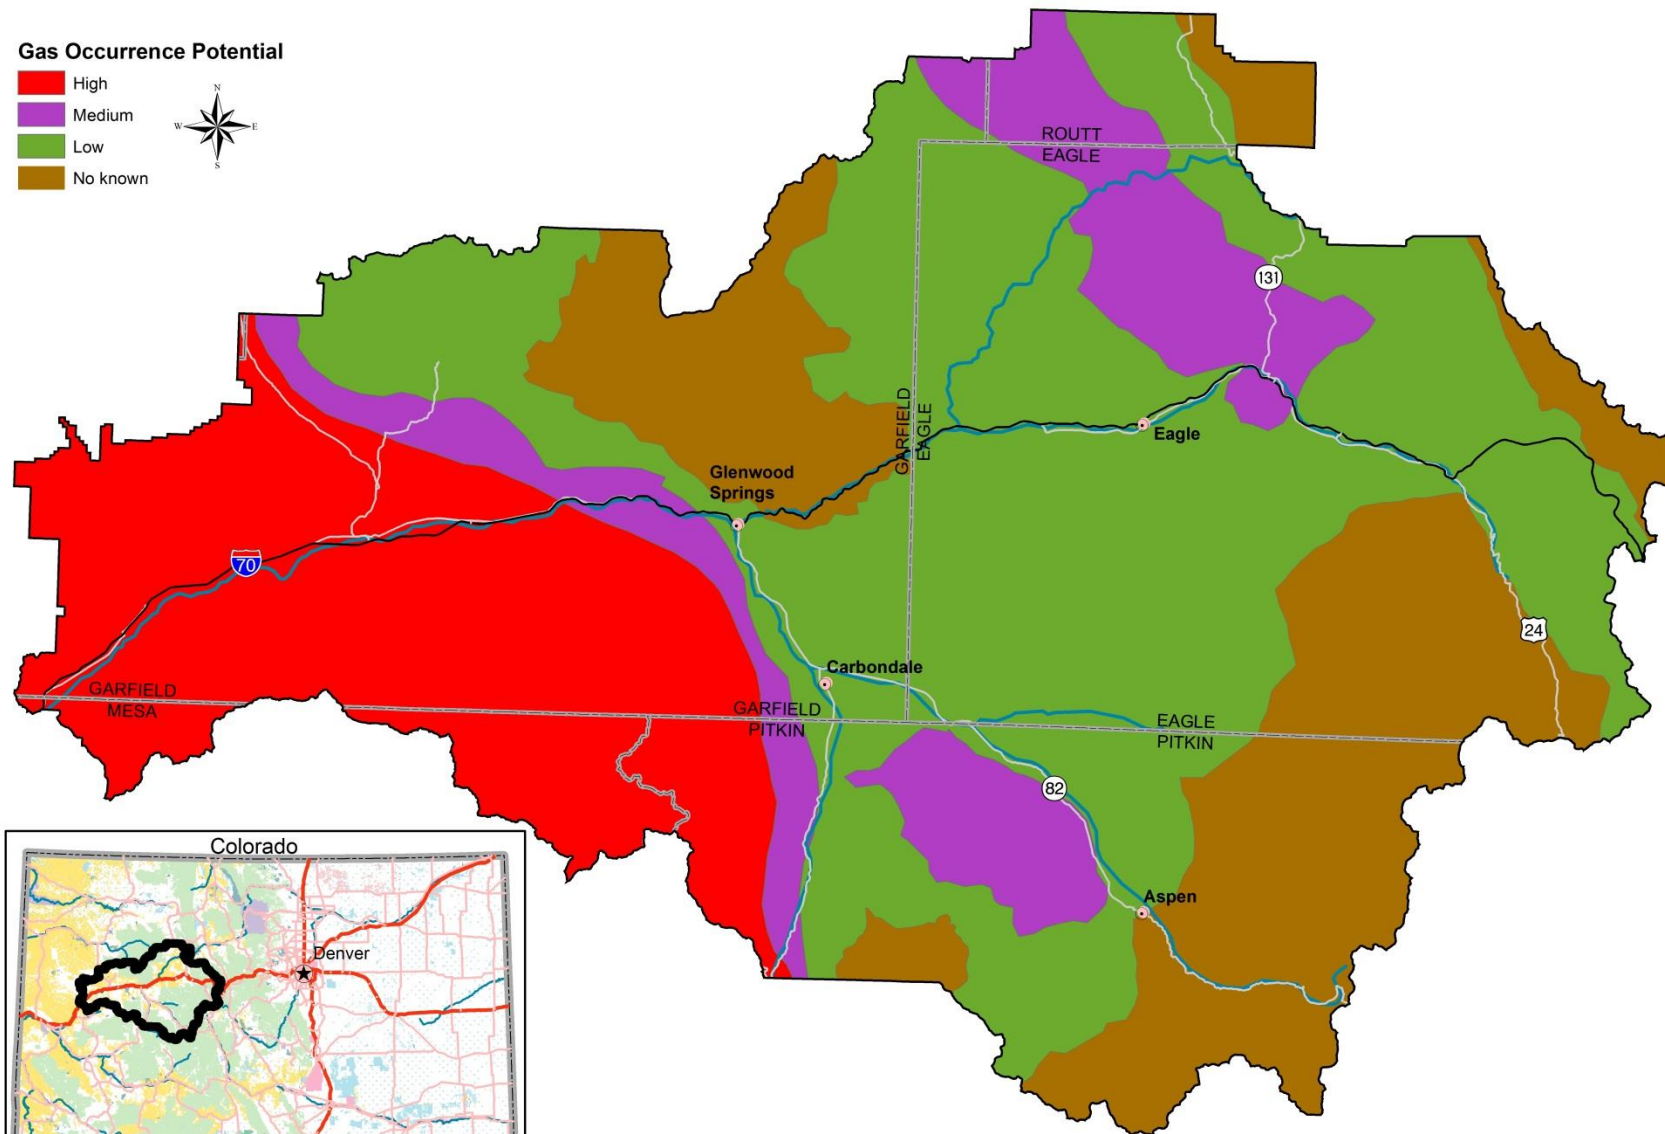 Gas Occurrence Potential
High
Medium
Low
No known
N
W
E
S
ROUTT
EAGLE
131
GARFIELD
EAGLE
Eagle
Glenwood
Springs
70
24
Carbondale
GARFIELD
MESA
GARFIELD
PITKIN
EAGLE
PITKIN
82
Aspen
Colorado
Denver